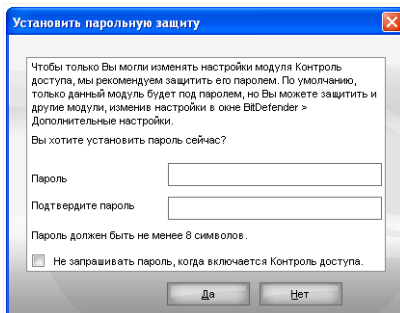 Установить парольную защиту
Чтобы только Вы могли изменять настройки модуля Контроль
доступа, мы рекомендуем защитить его паролем. По умолчанию,
только данный модуль будет под паролем, но Вы можете защитить и
другие модули, изменив настройки в окне BitDefender >
Дополнительные настройки.
Вы хотите установить пароль сейчас?
Пароль
Подтвердите пароль
Пароль должен быть не менее 8 символов.
Не запрашивать пароль, когда включается Контроль доступа.
Да
Нет